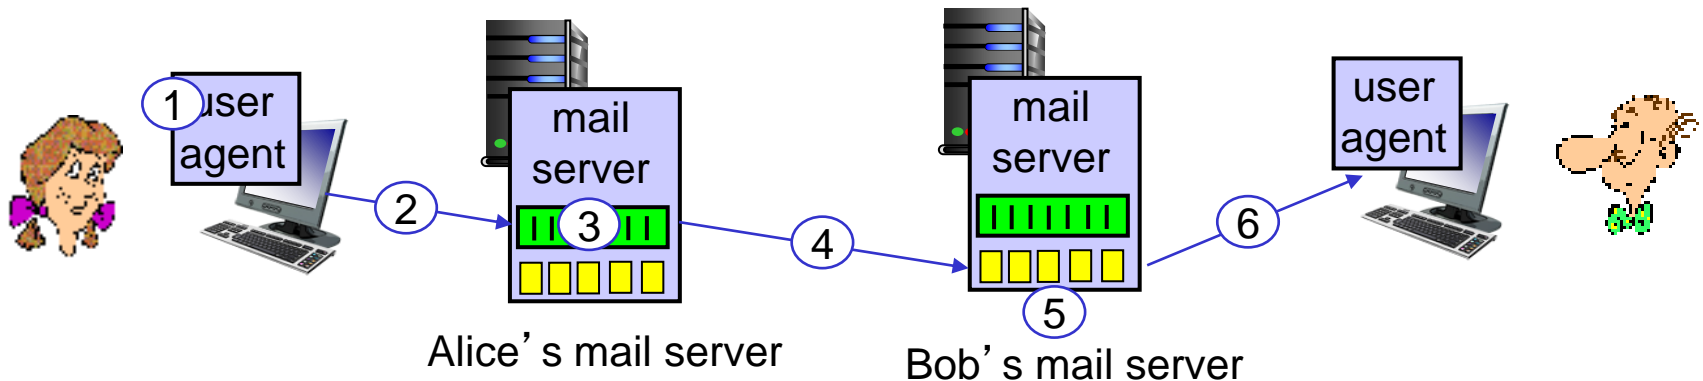 1 user
agent
2
mail
server
3
Alice’s mail server
4
mail
server
5
Bob’s mail server
6
user
agent